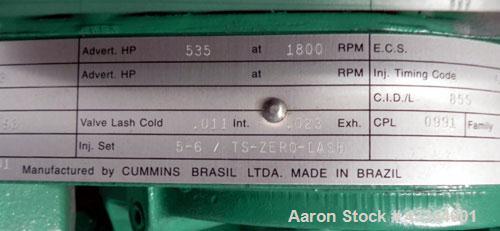 Advert. HP 535 at 1800 RPM E.C.S.
Advert. HP at RPM Inj. Timing Code
C.I.D./L 855
Valve Lash Cold .011 Int. .023 Exh. CPL 0991 Family
Inj. Set 5-6 / TS-ZERO-LASH
Manufactured by CUMMINS BRASIL LTDA. MADE IN BRAZIL
Aaron Stock